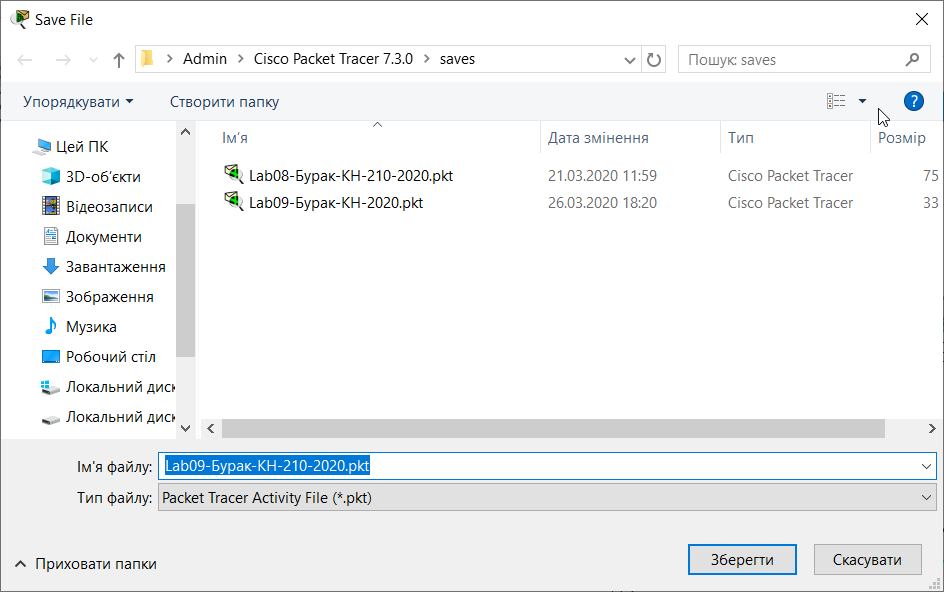 Save File
Admin > Cisco Packet Tracer 7.3.0 > saves
Пошук: saves
Упорядкувати
Створити папку
?
Ім'я
Дата змінення
Тип
Розмір
Цей ПК
3D-об'єкти
Відеозаписи
Документи
Завантаження
Зображення
Музика
Робочий стіл
Локальний диск
Локальний диск
Lab08-Бурак-КН-210-2020.pkt 21.03.2020 11:59 Cisco Packet Tracer 75
Lab09-Бурак-КН-2020.pkt 26.03.2020 18:20 Cisco Packet Tracer 33
Ім'я файлу: Lab09-Бурак-КН-210-2020.pkt
Тип файлу: Packet Tracer Activity File (*.pkt)
Приховати папки
Зберегти
Скасувати